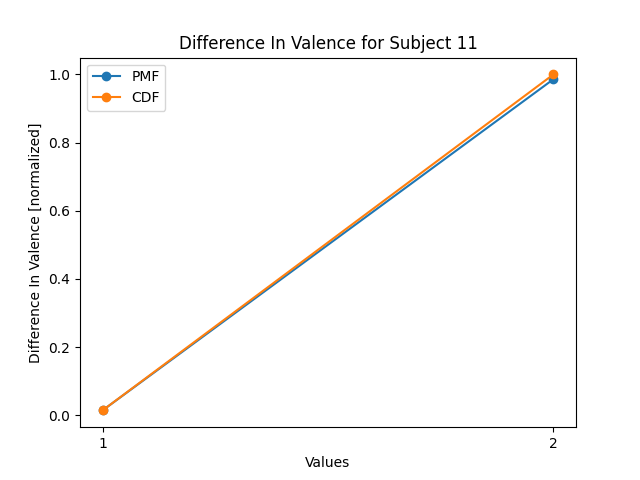 Difference In Valence for Subject 11
PMF
CDF
1.0
0.8
0.6
0.4
0.2
0.0
Difference In Valence [normalized]
1
2
Values